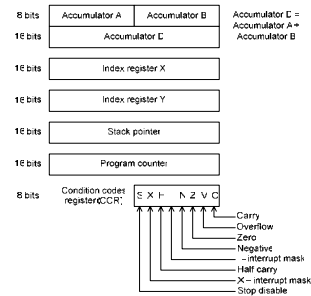 8 bits Accumulator A Accumulator B Accumulator D =
Accumulator A +
16 bits Accumulator D Accumulator B
16 bits Index register X
16 bits Index register Y
16 bits Stack pointer
16 bits Program counter
8 bits Condition codes S X H I N Z V C
register(CCR)
Carry
Overflow
Zero
Negative
I – interrupt mask
Half carry
X – interrupt mask
Stop disable